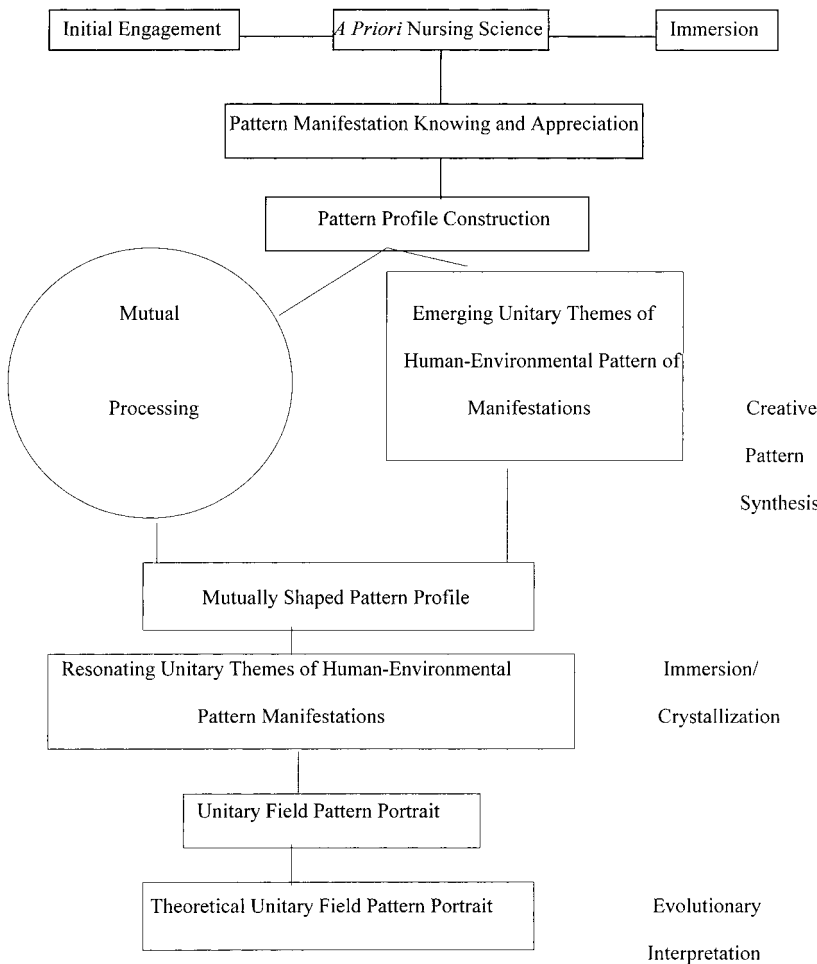 Initial Engagement
A Priori Nursing Science
Immersion
Pattern Manifestation Knowing and Appreciation
Pattern Profile Construction
Mutual
Processing
Emerging Unitary Themes of
Human-Environmental Pattern of
Manifestations
Creative
Pattern
Synthesis
Mutually Shaped Pattern Profile
Resonating Unitary Themes of Human-Environmental
Pattern Manifestations
Immersion/
Crystallization
Unitary Field Pattern Portrait
Theoretical Unitary Field Pattern Portrait
Evolutionary
Interpretation